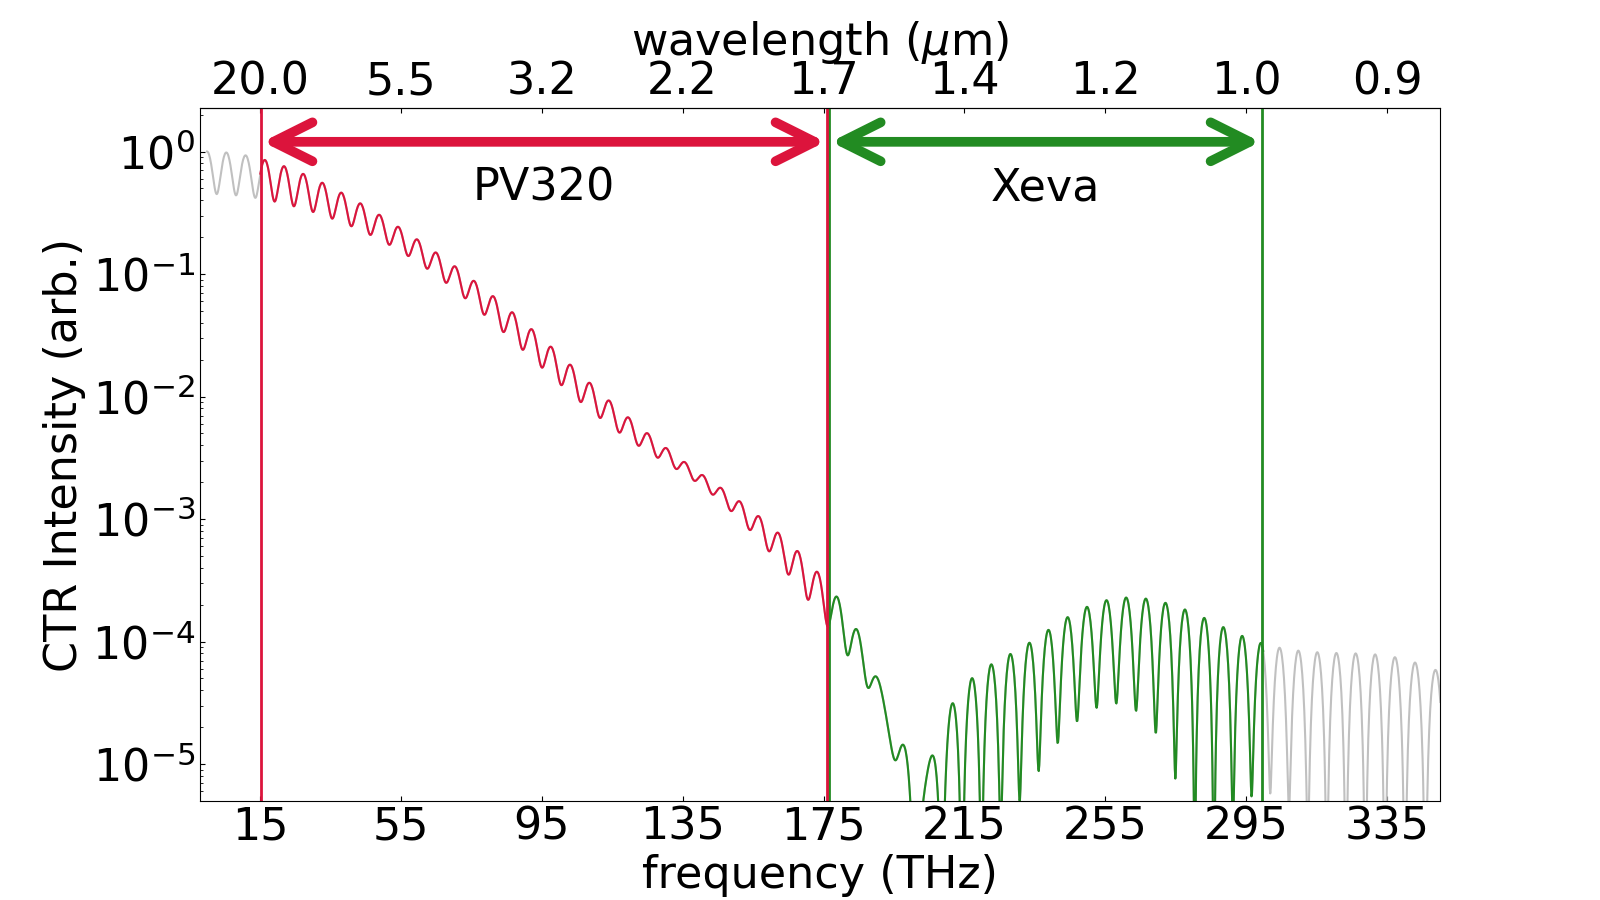 wavelength (μm)
20.0 5.5 3.2 2.2 1.7 1.4 1.2 1.0 0.9
10⁰
PV320 Xeva
10⁻¹
10⁻²
10⁻³
10⁻⁴
10⁻⁵
CTR Intensity (arb.)
15 55 95 135 175 215 255 295 335
frequency (THz)